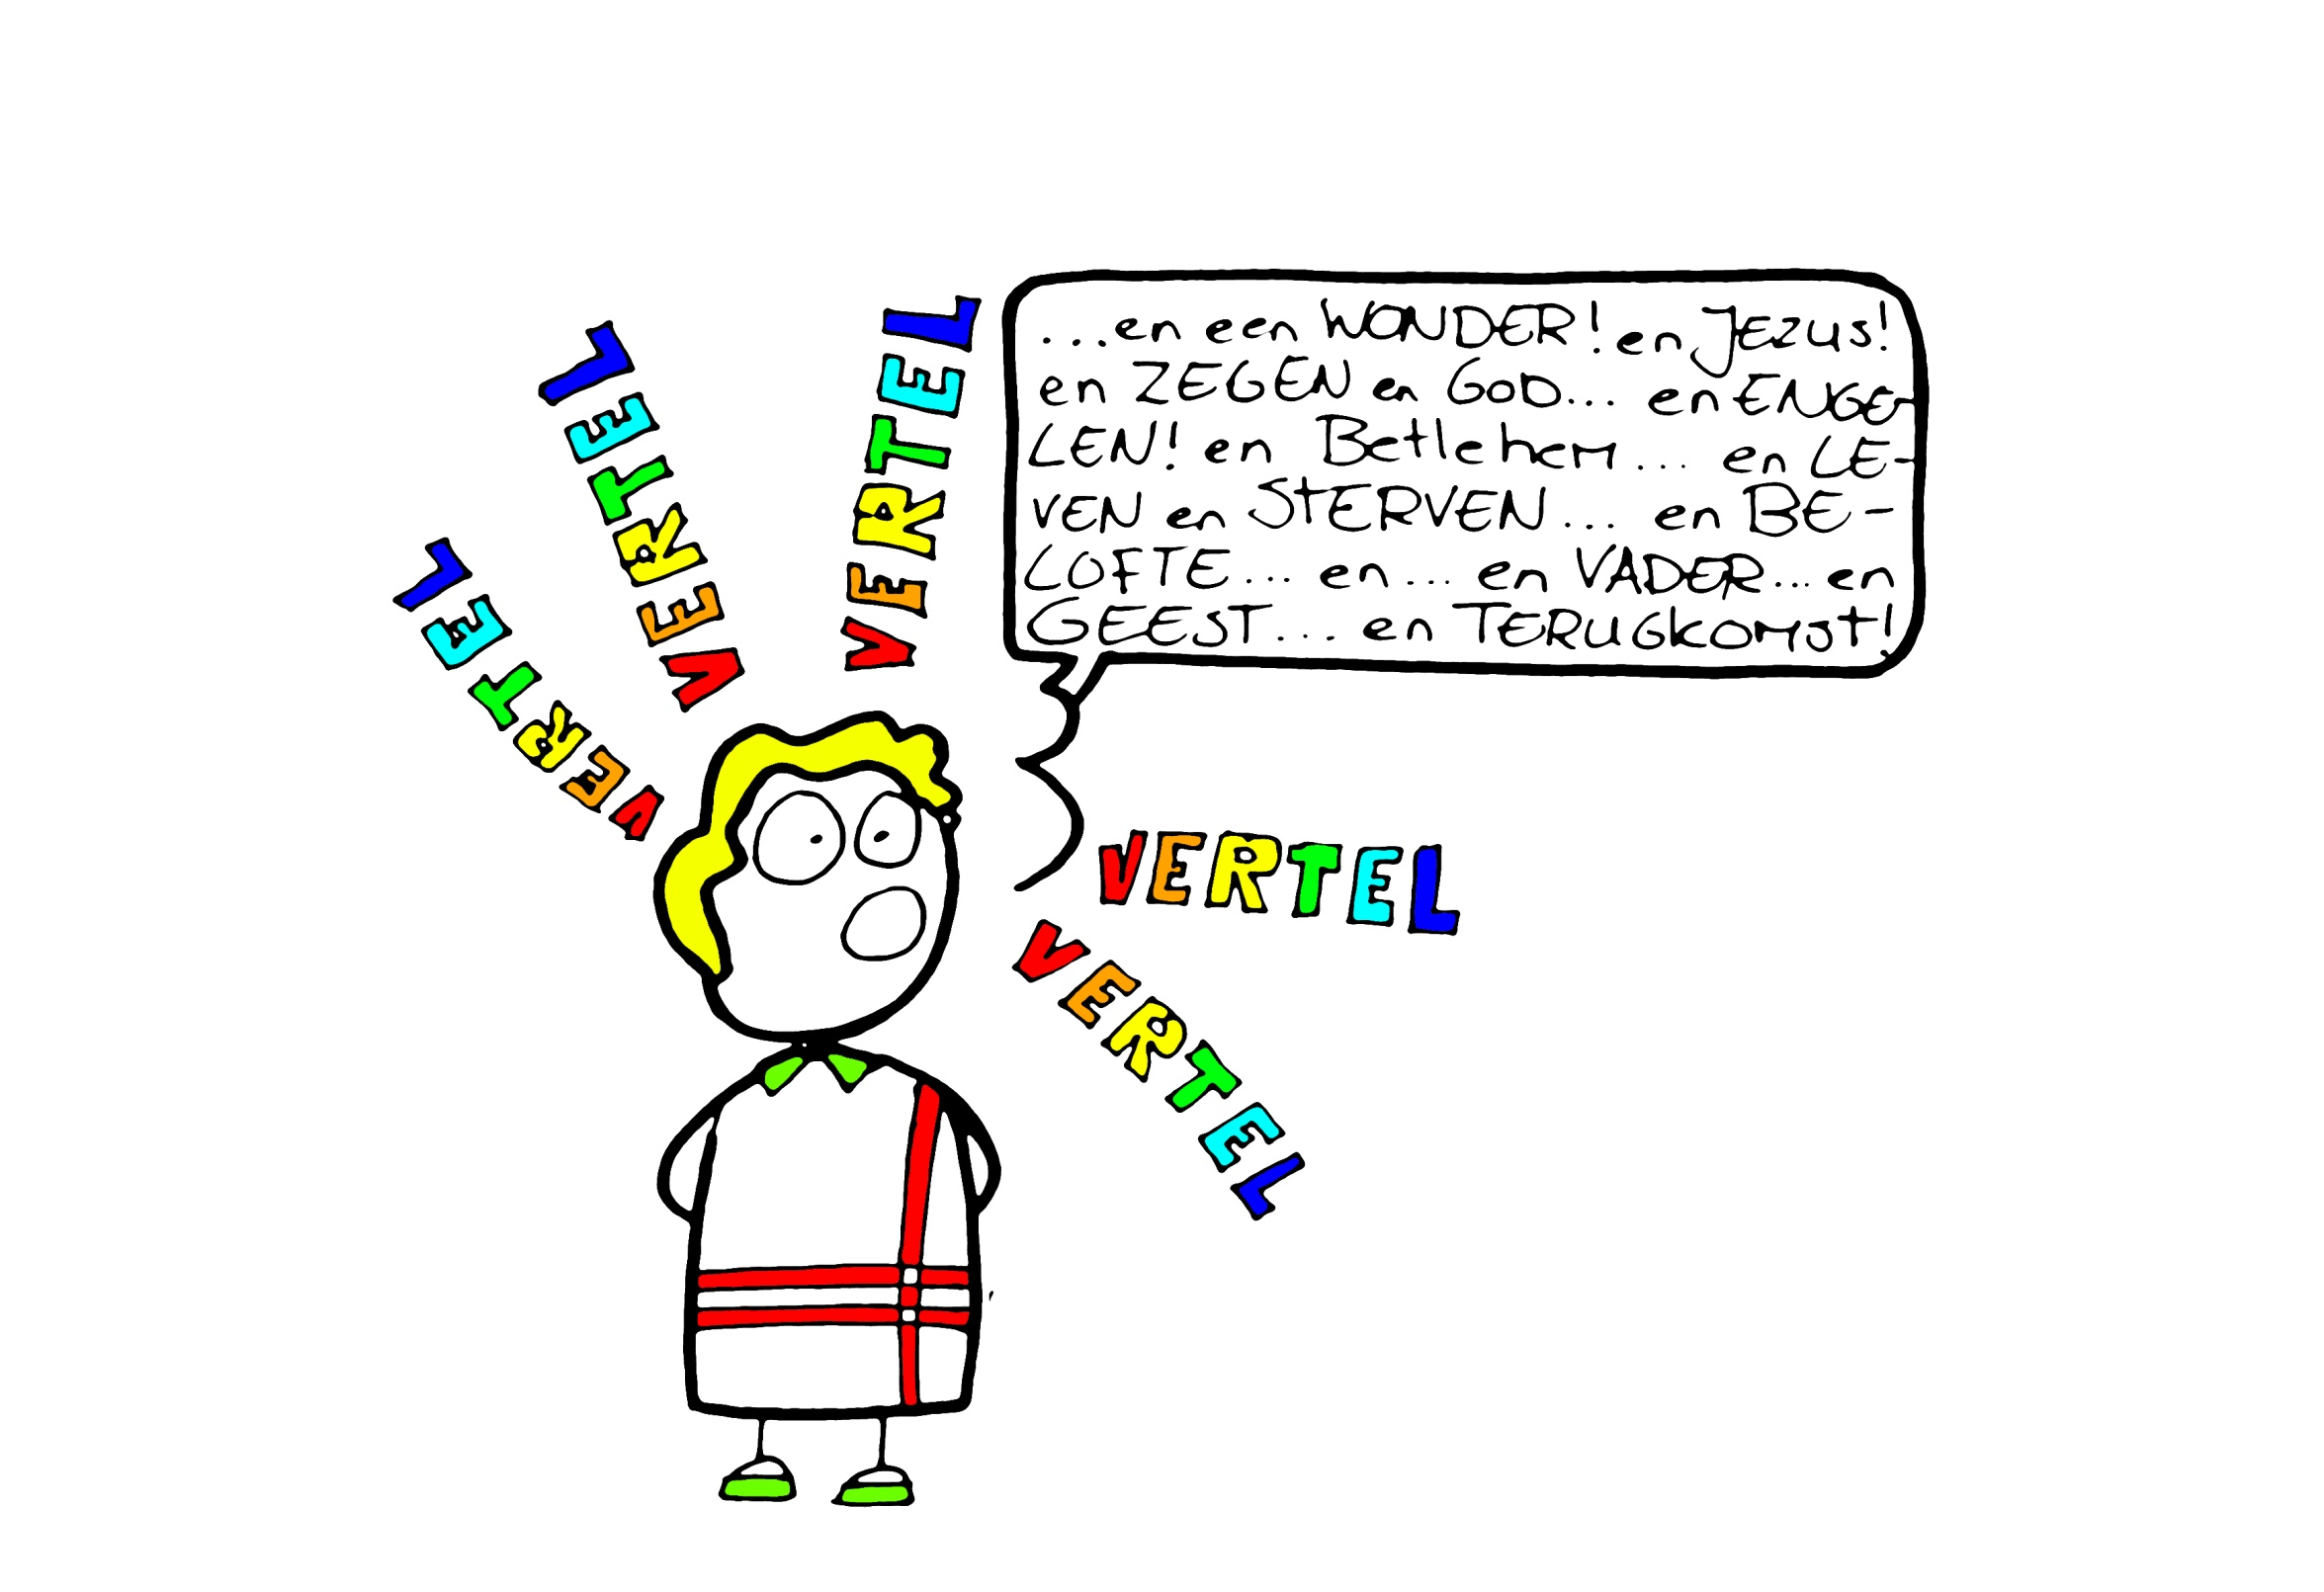 ...en een WONDER! en JEZUS!
en ZEGEN en GOD... en ENGE-
LEN! en Betlehem... en LE-
VEN en STERVEN... en BE-
LOFTE... en... en VADER... en
GEEST... en TERUGKOMST!
VERTEL
VERTEL
VERTEL
VERTEL
VERTEL